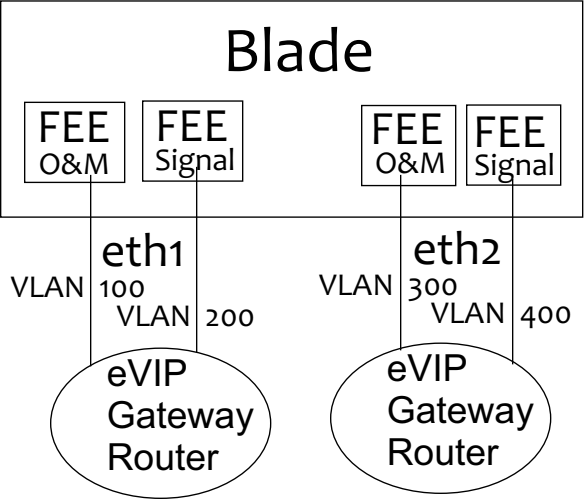 Blade
FEE
O&M
FEE
Signal
FEE
O&M
FEE
Signal
eth1
eth2
VLAN 100
VLAN 200
VLAN 300
VLAN 400
eVIP
Gateway
Router
eVIP
Gateway
Router